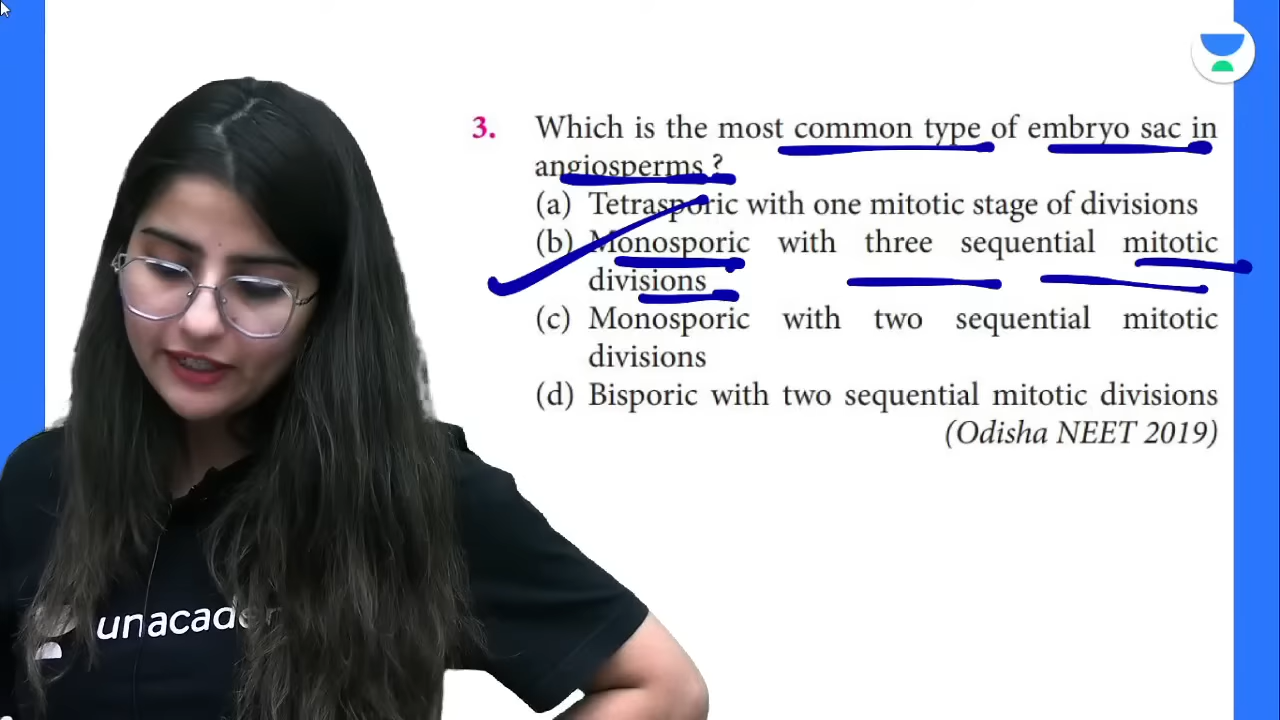 3. Which is the most common type of embryo sac in
angiosperms ?
(a) Tetrasporic with one mitotic stage of divisions
(b) Monosporic with three sequential mitotic
divisions
(c) Monosporic with two sequential mitotic
divisions
(d) Bisporic with two sequential mitotic divisions
(Odisha NEET 2019)